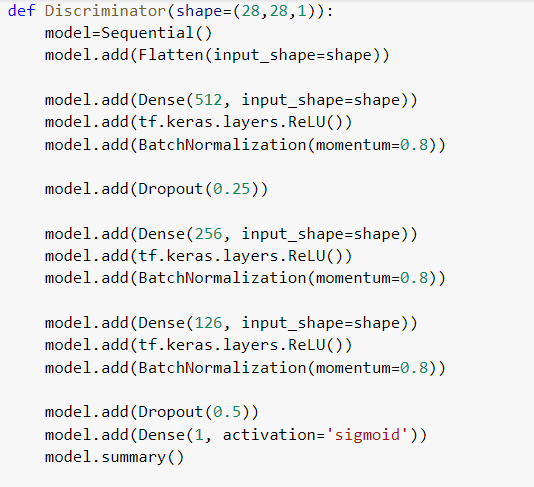 def Discriminator(shape=(28,28,1)):
    model=Sequential()
    model.add(Flatten(input_shape=shape))

    model.add(Dense(512, input_shape=shape))
    model.add(tf.keras.layers.ReLU())
    model.add(BatchNormalization(momentum=0.8))

    model.add(Dropout(0.25))

    model.add(Dense(256, input_shape=shape))
    model.add(tf.keras.layers.ReLU())
    model.add(BatchNormalization(momentum=0.8))

    model.add(Dense(126, input_shape=shape))
    model.add(tf.keras.layers.ReLU())
    model.add(BatchNormalization(momentum=0.8))

    model.add(Dropout(0.5))
    model.add(Dense(1, activation='sigmoid'))
    model.summary()